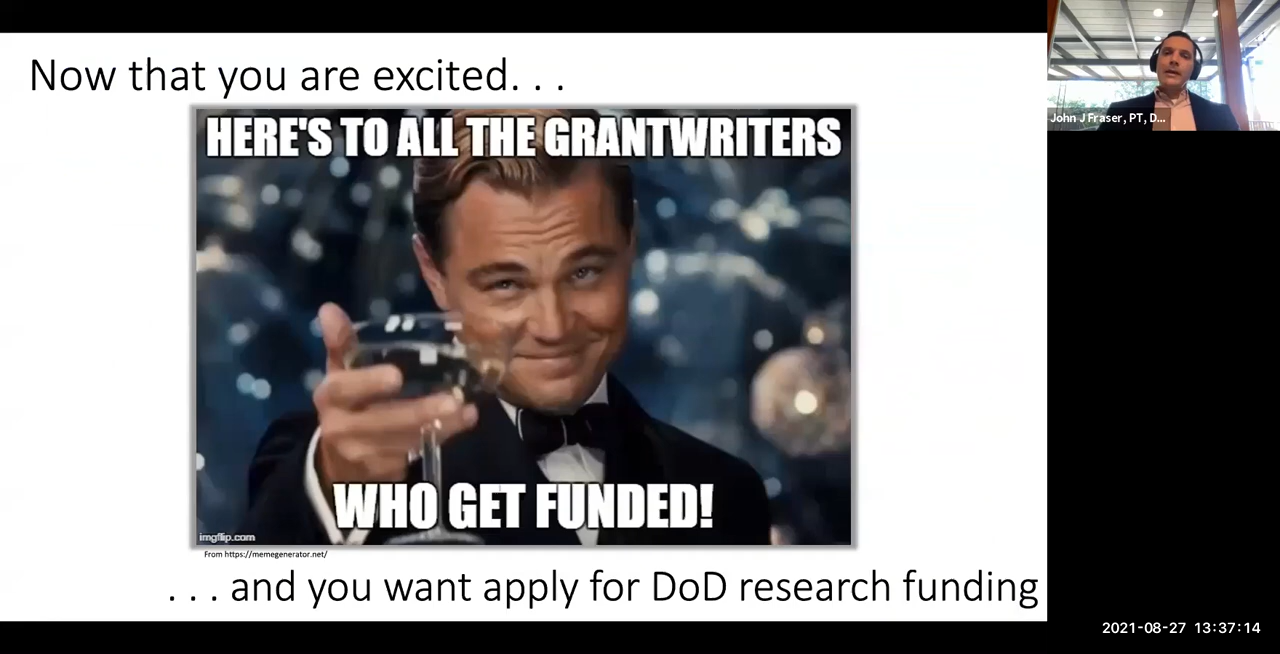 Now that you are excited. . .
HERE'S TO ALL THE GRANTWRITERS
WHO GET FUNDED!
imgflip.com
From https://memegenerator.net/
. . . and you want apply for DoD research funding
John J Fraser, PT, D...
2021-08-27 13:37:14